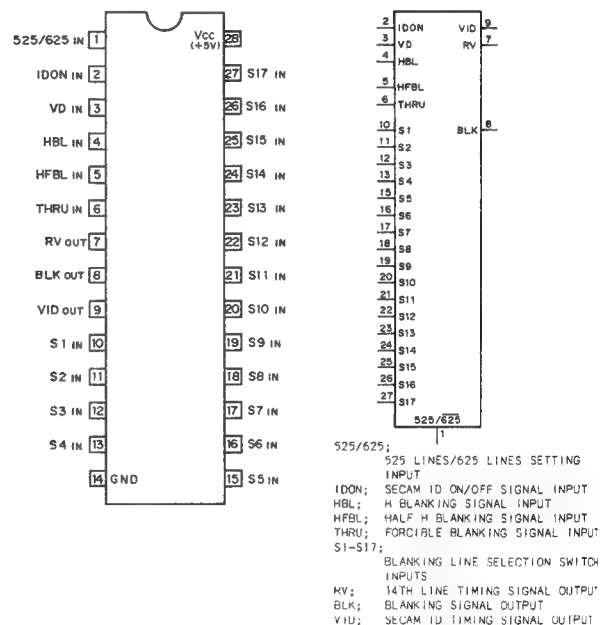 525/625 IN 1
IDON IN 2
VD IN 3
HBL IN 4
HFBL IN 5
THRU IN 6
RV OUT 7
BLK OUT 8
VID OUT 9
S1 IN 10
S2 IN 11
S3 IN 12
S4 IN 13
14 GND
Vcc 28
(+5V)
27 S17 IN
26 S16 IN
25 S15 IN
24 S14 IN
23 S13 IN
22 S12 IN
21 S11 IN
20 S10 IN
19 S9 IN
18 S8 IN
17 S7 IN
16 S6 IN
15 S5 IN
2 IDON VID 9
3 VD RV 7
4 HBL
5 HFBL
6 THRU
10 S1 BLK 8
11 S2
12 S3
13 S4
15 S5
16 S6
17 S7
18 S8
19 S9
20 S10
21 S11
22 S12
23 S13
24 S14
25 S15
26 S16
27 S17
525/625
1
525/625;
525 LINES/625 LINES SETTING
INPUT
IDON; SECAM ID ON/OFF SIGNAL INPUT
HBL; H BLANKING SIGNAL INPUT
HFBL; HALF H BLANKING SIGNAL INPUT
THRU; FORCIBLE BLANKING SIGNAL INPUT
S1-S17;
BLANKING LINE SELECTION SWITCH
INPUTS
RV; 14TH LINE TIMING SIGNAL OUTPUT
BLK; BLANKING SIGNAL OUTPUT
VID; SECAM ID TIMING SIGNAL OUTPUT